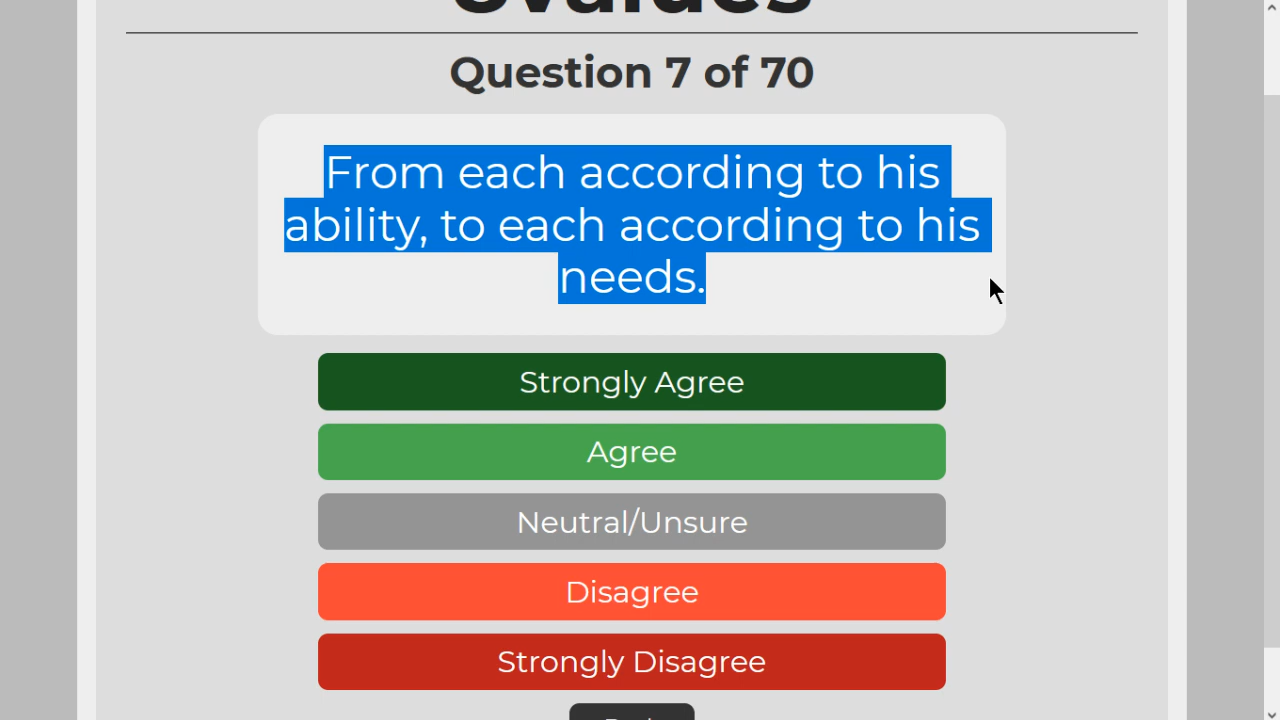 Question 7 of 70
From each according to his
ability, to each according to his
needs.
Strongly Agree
Agree
Neutral/Unsure
Disagree
Strongly Disagree